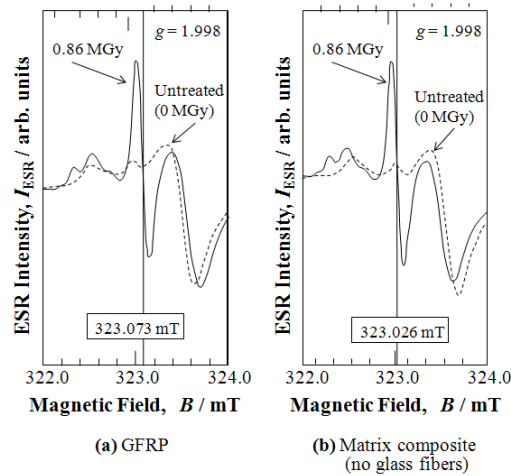 g = 1.998
0.86 MGy
Untreated
(0 MGy)
ESR Intensity, I_ESR / arb. units
323.073 mT
322.0 323.0 324.0
Magnetic Field, B / mT
(a) GFRP
g = 1.998
0.86 MGy
Untreated
(0 MGy)
ESR Intensity, I_ESR / arb. units
323.026 mT
322.0 323.0 324.0
Magnetic Field, B / mT
(b) Matrix composite
(no glass fibers)